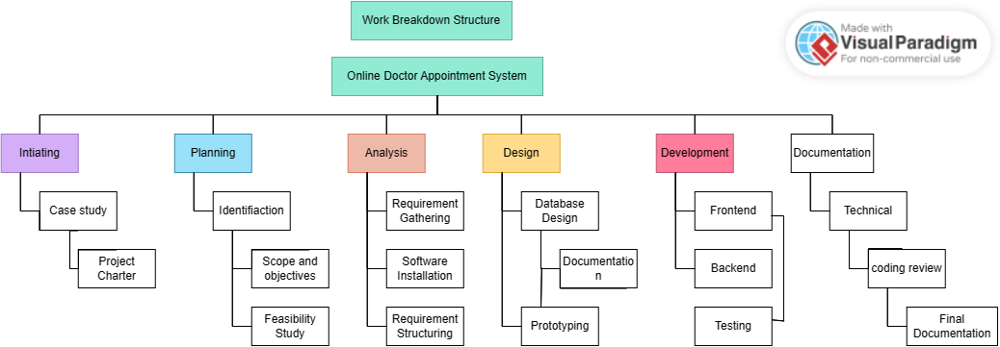 Work Breakdown Structure
Made with
Visual Paradigm
For non-commercial use
Online Doctor Appointment System
Intiating
Planning
Analysis
Design
Development
Documentation
Case study
Identifiaction
Requirement
Gathering
Database
Design
Frontend
Technical
Project
Charter
Scope and
objectives
Software
Installation
Documentatio
n
Backend
coding review
Feasibility
Study
Requirement
Structuring
Prototyping
Testing
Final
Documentation